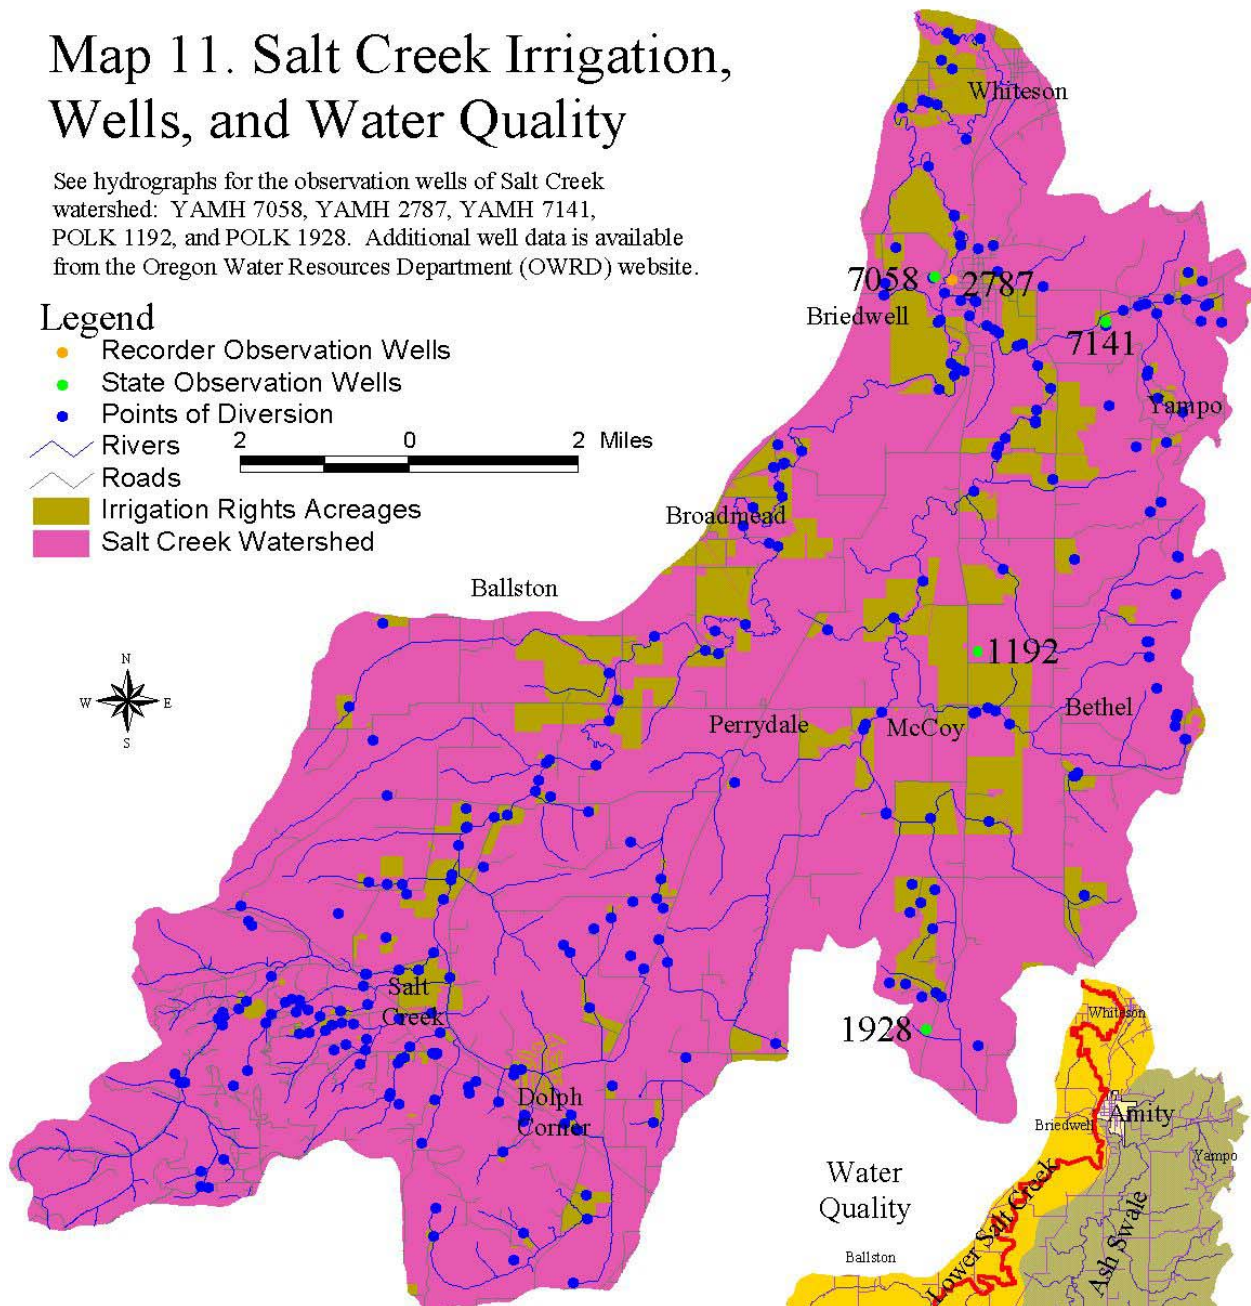 Map 11. Salt Creek Irrigation,
Wells, and Water Quality
See hydrographs for the observation wells of Salt Creek
watershed: YAMH 7058, YAMH 2787, YAMH 7141,
POLK 1192, and POLK 1928. Additional well data is available
from the Oregon Water Resources Department (OWRD) website.
Legend
Recorder Observation Wells
State Observation Wells
Points of Diversion
Rivers
Roads
Irrigation Rights Acreages
Salt Creek Watershed
2 0 2 Miles
N
W E
S
Whiteson
7058
2787
Briedwell
7141
Yampo
Broadmead
Ballston
1192
Perrydale
McCoy
Bethel
Salt
Creek
1928
Dolph
Corner
Water
Quality
Whiteson
Briedwell
Amity
Yampo
Lower Salt Creek
Ash Swale
Ballston